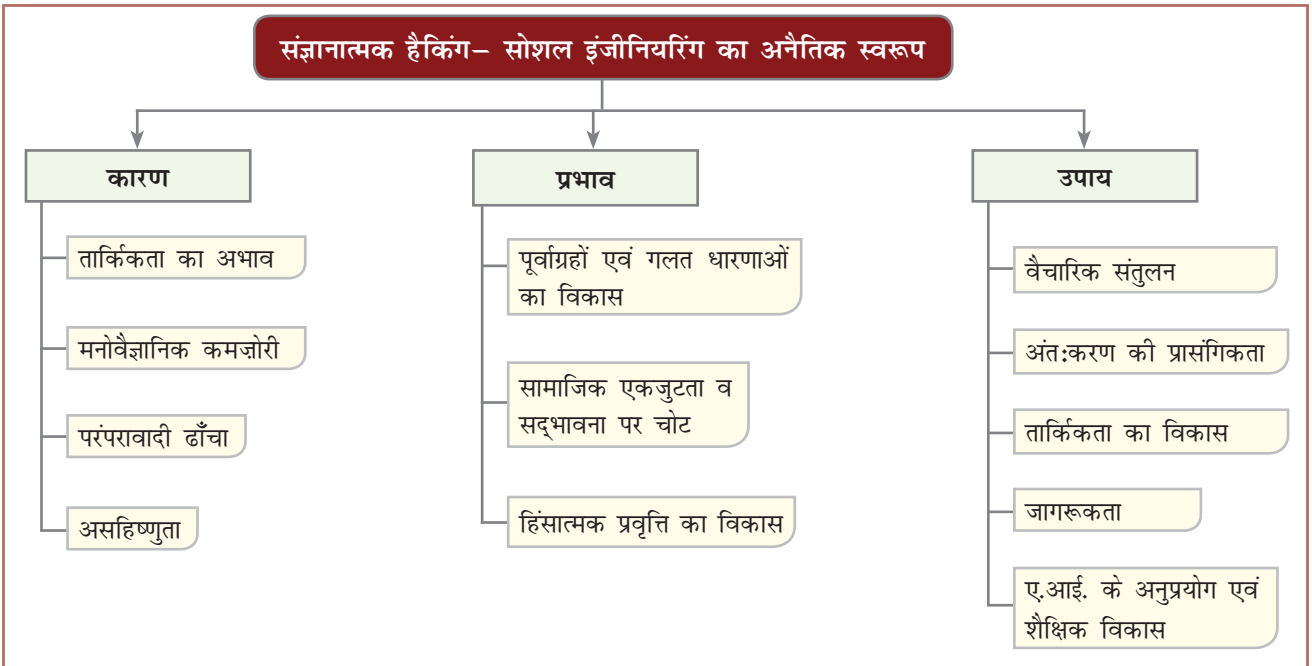 संज्ञानात्मक हैकिंग– सोशल इंजीनियरिंग का अनैतिक स्वरूप
कारण
तार्किकता का अभाव
मनोवैज्ञानिक कमज़ोरी
परंपरावादी ढाँचा
असहिष्णुता
प्रभाव
पूर्वाग्रहों एवं गलत धारणाओं
का विकास
सामाजिक एकजुटता व
सद्भावना पर चोट
हिंसात्मक प्रवृत्ति का विकास
उपाय
वैचारिक संतुलन
अंत:करण की प्रासंगिकता
तार्किकता का विकास
जागरूकता
ए.आई. के अनुप्रयोग एवं
शैक्षिक विकास